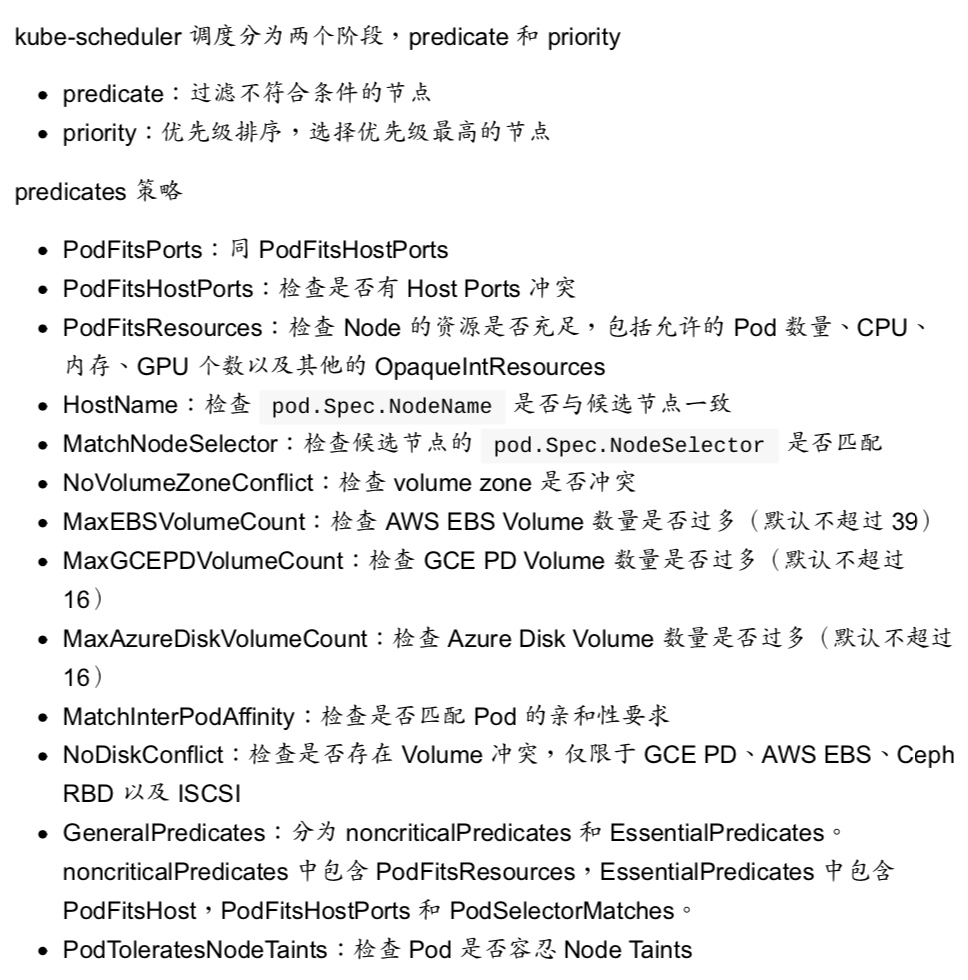 kube-scheduler 调度分为两个阶段，predicate 和 priority
• predicate：过滤不符合条件的节点
• priority：优先级排序，选择优先级最高的节点
predicates 策略
• PodFitsPorts：同 PodFitsHostPorts
• PodFitsHostPorts：检查是否有 Host Ports 冲突
• PodFitsResources：检查 Node 的资源是否充足，包括允许的 Pod 数量、CPU、
内存、GPU 个数以及其他的 OpaqueIntResources
• HostName：检查 pod.Spec.NodeName 是否与候选节点一致
• MatchNodeSelector：检查候选节点的 pod.Spec.NodeSelector 是否匹配
• NoVolumeZoneConflict：检查 volume zone 是否冲突
• MaxEBSVolumeCount：检查 AWS EBS Volume 数量是否过多（默认不超过 39）
• MaxGCEPDVolumeCount：检查 GCE PD Volume 数量是否过多（默认不超过
16）
• MaxAzureDiskVolumeCount：检查 Azure Disk Volume 数量是否过多（默认不超过
16）
• MatchInterPodAffinity：检查是否匹配 Pod 的亲和性要求
• NoDiskConflict：检查是否存在 Volume 冲突，仅限于 GCE PD、AWS EBS、Ceph
RBD 以及 ISCSI
• GeneralPredicates：分为 noncriticalPredicates 和 EssentialPredicates。
noncriticalPredicates 中包含 PodFitsResources，EssentialPredicates 中包含
PodFitsHost，PodFitsHostPorts 和 PodSelectorMatches。
• PodToleratesNodeTaints：检查 Pod 是否容忍 Node Taints